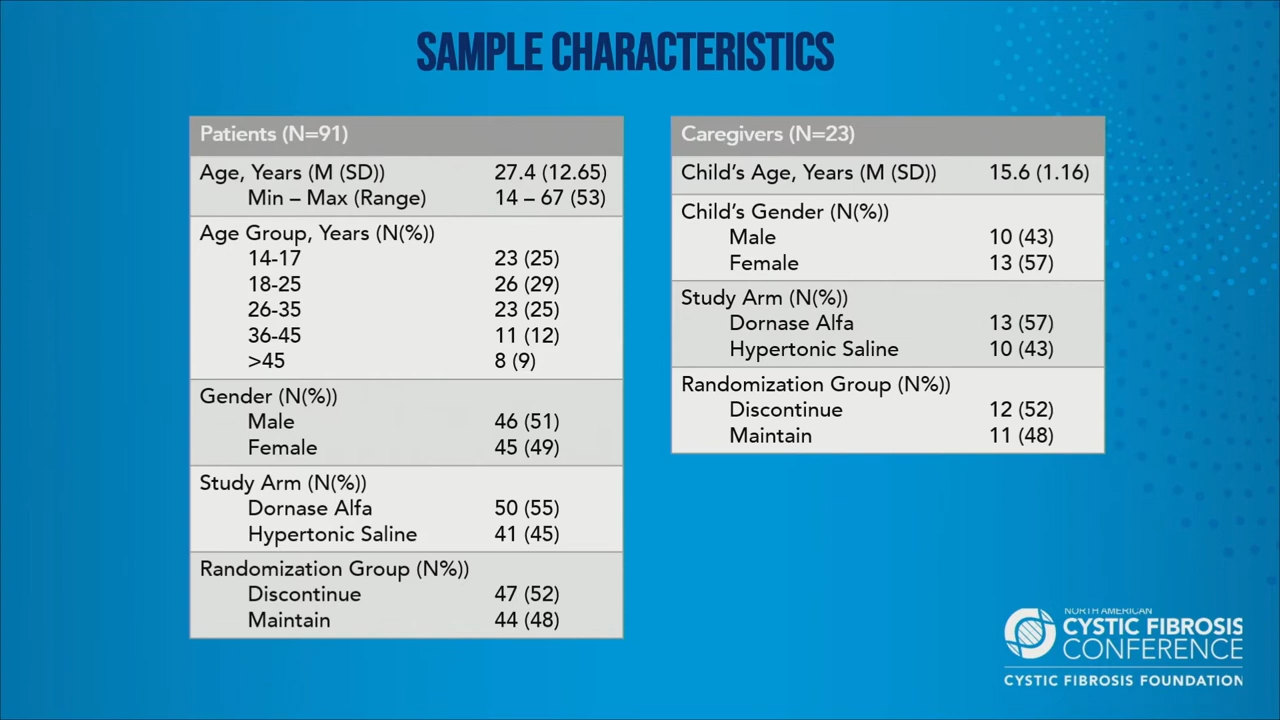 SAMPLE CHARACTERISTICS
Patients (N=91)
Age, Years (M (SD)) 27.4 (12.65)
Min – Max (Range) 14 – 67 (53)
Age Group, Years (N(%))
14-17 23 (25)
18-25 26 (29)
26-35 23 (25)
36-45 11 (12)
>45 8 (9)
Gender (N(%))
Male 46 (51)
Female 45 (49)
Study Arm (N(%))
Dornase Alfa 50 (55)
Hypertonic Saline 41 (45)
Randomization Group (N%))
Discontinue 47 (52)
Maintain 44 (48)
Caregivers (N=23)
Child's Age, Years (M (SD)) 15.6 (1.16)
Child's Gender (N(%))
Male 10 (43)
Female 13 (57)
Study Arm (N(%))
Dornase Alfa 13 (57)
Hypertonic Saline 10 (43)
Randomization Group (N%))
Discontinue 12 (52)
Maintain 11 (48)
NORTH AMERICAN
CYSTIC FIBROSIS
CONFERENCE
CYSTIC FIBROSIS FOUNDATION